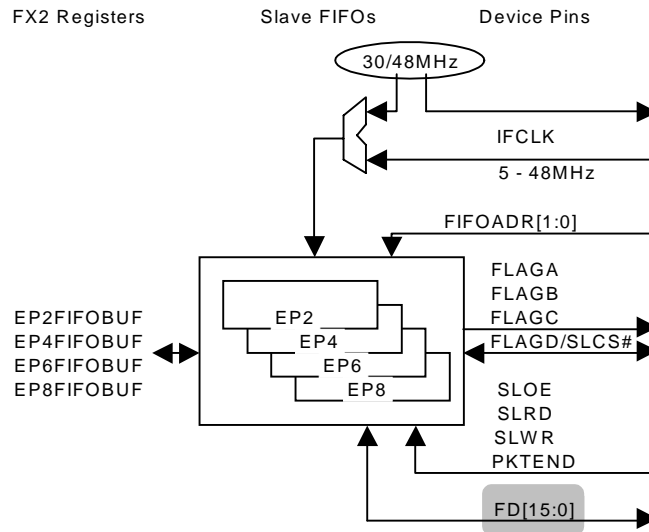 FX2 Registers
Slave FIFOs
Device Pins
30/48MHz
IFCLK
5 - 48MHz
FIFOADR[1:0]
FLAGA
FLAGB
FLAGC
FLAGD/SLCS#
EP2
EP4
EP6
EP8
EP2FIFOBUF
EP4FIFOBUF
EP6FIFOBUF
EP8FIFOBUF
SLOE
SLRD
SLWR
PKTEND
FD[15:0]